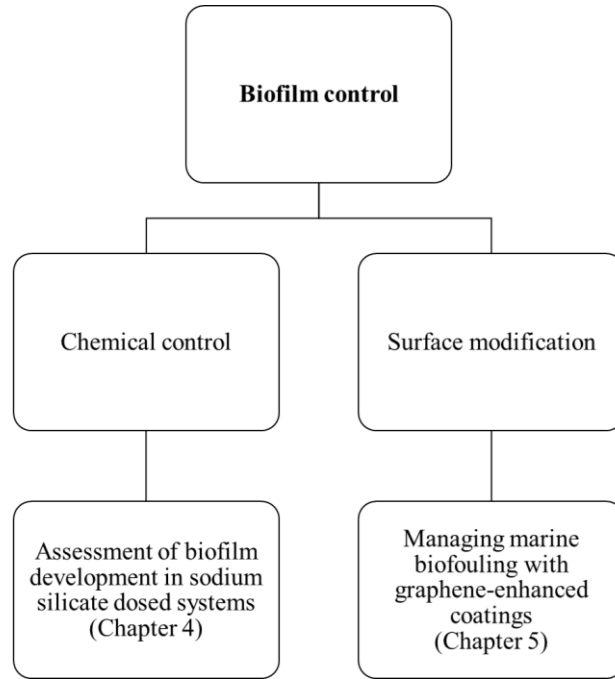 Biofilm control
Chemical control
Surface modification
Assessment of biofilm
development in sodium
silicate dosed systems
(Chapter 4)
Managing marine
biofouling with
graphene-enhanced
coatings
(Chapter 5)